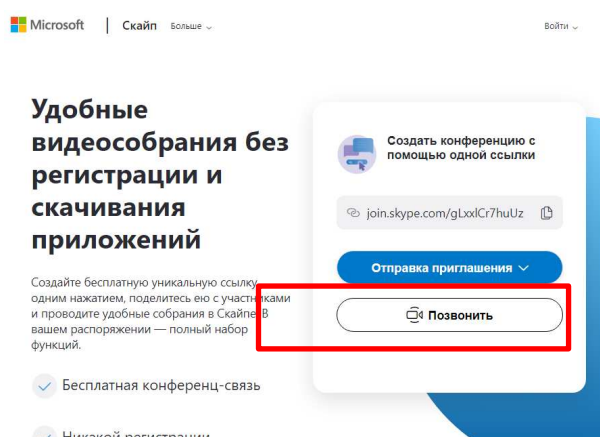 Microsoft | Скайп Больше Войти
Удобные
видеособрания без
регистрации и
скачивания
приложений
Создайте бесплатную уникальную ссылку
одним нажатием, поделитесь ею с участниками
и проводите удобные собрания в Скайпе. В
вашем распоряжении — полный набор
функций.
Бесплатная конференц-связь
Никакой регистрации
Создать конференцию с
помощью одной ссылки
join.skype.com/gLxxlCr7huUz
Отправка приглашения
Позвонить